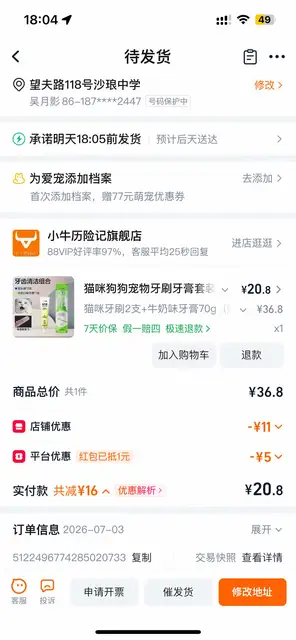 18:04
49
待发货
望夫路118号沙琅中学
修改
吴月影 86-187****2447 号码保护中
承诺明天18:05前发货 预计后天送达
为爱宠添加档案
去添加
首次添加档案，赠77元萌宠优惠券
小牛历险记旗舰店
进店逛逛
88VIP好评率97%，客服平均25秒回复
牙齿清洁组合
猫咪狗狗宠物牙刷牙膏套
¥20.8
猫咪牙刷2支+牛奶味牙膏70g
¥36.8
7天价保 假一赔四 极速退款
x1
加入购物车
退款
商品总价 共1件
¥36.8
店铺优惠
-¥11
平台优惠 红包已抵1元
-¥5
实付款 共减¥16 优惠解析
¥20.8
订单信息 2026-07-03
展开
5122496774285020733 复制
交易快照 查看详情
客服
投诉
申请开票
催发货
修改地址